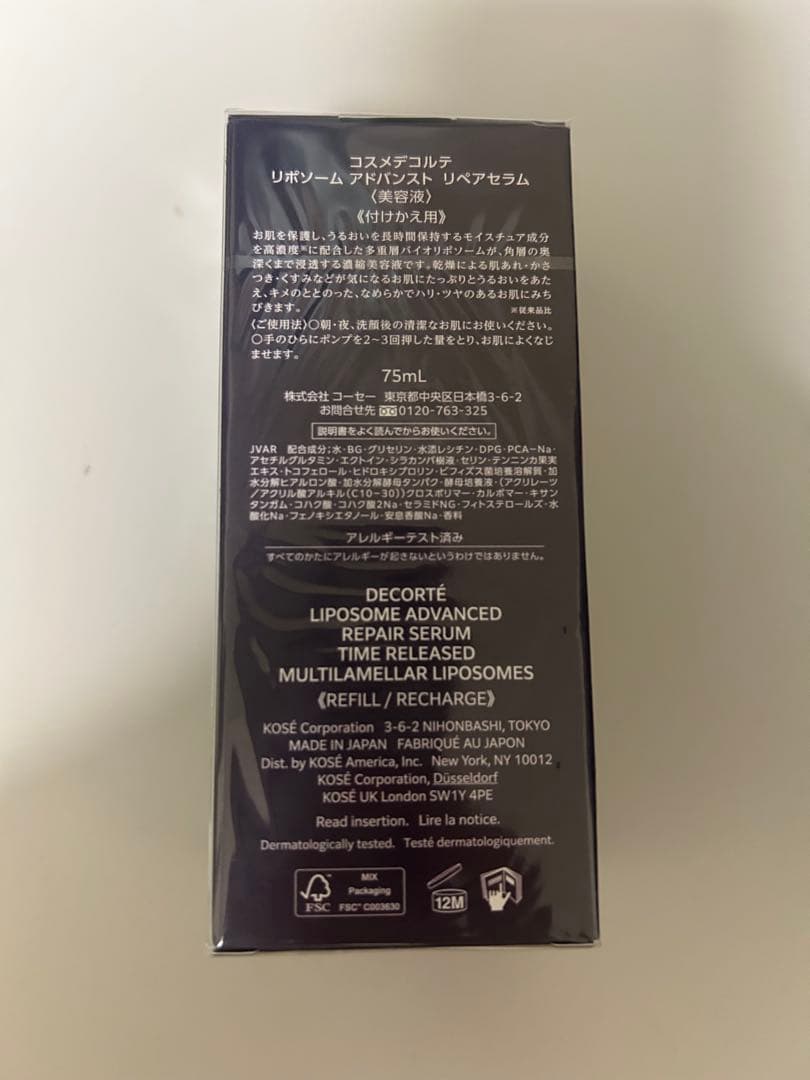 コスメデコルテ
リポソーム アドバンスト リペアセラム
〈美容液〉
《付けかえ用》
お肌を保護し、うるおいを長時間保持するモイスチュア成分
を高濃度※に配合した多重層バイオリポソームが、角層の奥
深くまで浸透する濃縮美容液です。乾燥による肌あれ・かさ
つき・くすみなどが気になるお肌にたっぷりとうるおいをあた
え、キメのととのった、なめらかでハリ・ツヤのあるお肌にみち
びきます。 ※従来品比
〈ご使用法〉○朝・夜、洗顔後の清潔なお肌にお使いください。
○手のひらにポンプを2～3回押した量をとり、お肌によくなじ
ませます。
75mL
株式会社 コーセー 東京都中央区日本橋3-6-2
お問合せ先 0120-763-325
説明書をよく読んでからお使いください。
JVAR 配合成分:水・BG・グリセリン・水添レシチン・DPG・PCA-Na・
アセチルグルタミン・エクトイン・シラカンバ樹液・セリン・テンニンカ果実
エキス・トコフェロール・ヒドロキシプロリン・ビフィズス菌培養溶解質・加
水分解ヒアルロン酸・加水分解酵母タンパク・酵母培養液・(アクリレーツ
/アクリル酸アルキル(C10-30))クロスポリマー・カルボマー・キサン
タンガム・コハク酸・コハク酸2Na・セラミドNG・フィトステロールズ・水
酸化Na・フェノキシエタノール・安息香酸Na・香料
アレルギーテスト済み
すべてのかたにアレルギーが起きないというわけではありません。
DECORTÉ
LIPOSOME ADVANCED
REPAIR SERUM
TIME RELEASED
MULTILAMELLAR LIPOSOMES
《REFILL / RECHARGE》
KOSÉ Corporation 3-6-2 NIHONBASHI, TOKYO
MADE IN JAPAN FABRIQUÉ AU JAPON
Dist. by KOSÉ America, Inc. New York, NY 10012
KOSÉ Corporation, Düsseldorf
KOSÉ UK London SW1Y 4PE
Read insertion. Lire la notice.
Dermatologically tested. Testé dermatologiquement.
FSC
MIX
Packaging
FSC™ C003630
12M